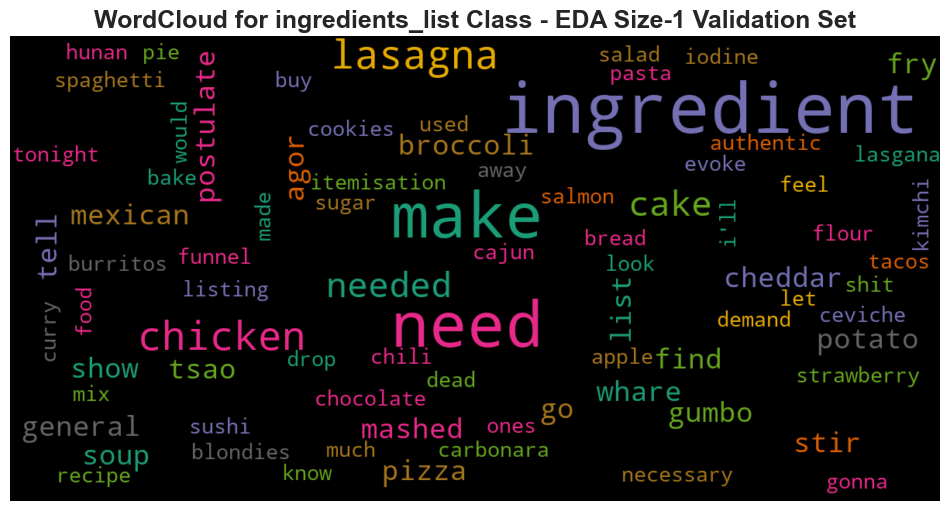 WordCloud for ingredients_list Class - EDA Size-1 Validation Set
hunan
pie
spaghetti
buy
lasagna
salad
iodine
pasta
fry
postulate
would
tonight
bake
cookies
used
broccoli
ingredient
authentic
evoke
lasgana
agor
itemisation
away
sugar
salmon
feel
cake
made
mexican
make
i'll
kimchi
tell
bread
flour
burritos
funnel
cajun
look
tacos
listing
needed
cheddar
shit
let
list
food
curry
chicken
need
demand
ceviche
potato
show
tsao
drop
chili
apple
find
dead
strawberry
mix
chocolate
whare
go
gumbo
general
sushi
mashed
ones
stir
soup
blondies
much
carbonara
recipe
know
pizza
necessary
gonna